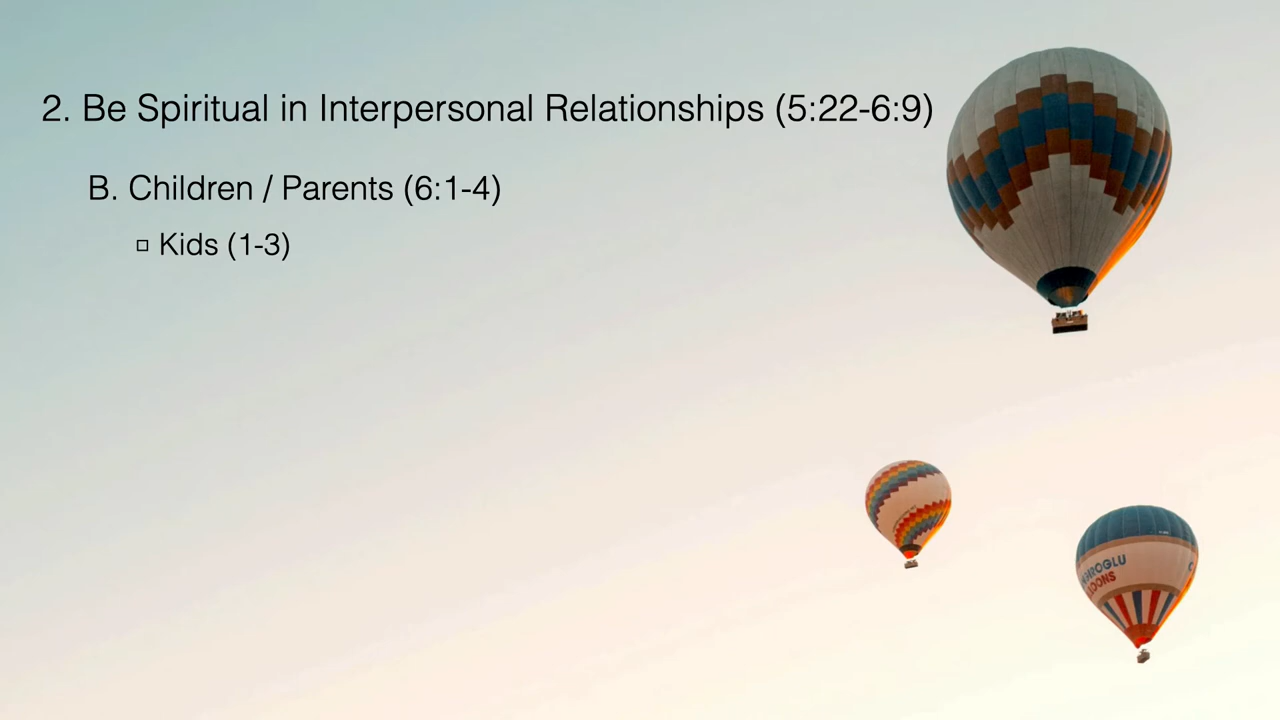 2. Be Spiritual in Interpersonal Relationships (5:22-6:9)
B. Children / Parents (6:1-4)
▫ Kids (1-3)